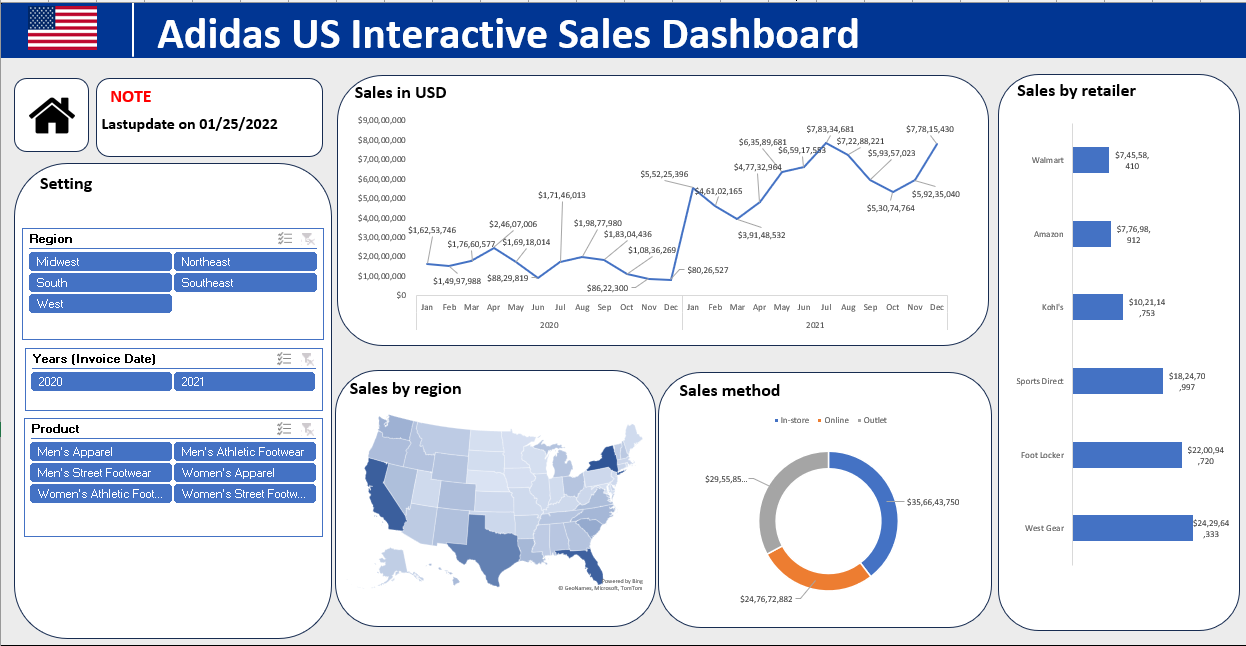 Adidas US Interactive Sales Dashboard
NOTE
Lastupdate on 01/25/2022
Setting
Region
Midwest
Northeast
South
Southeast
West
Years (Invoice Date)
2020
2021
Product
Men's Apparel
Men's Athletic Footwear
Men's Street Footwear
Women's Apparel
Women's Athletic Foot...
Women's Street Footw...
Sales in USD
$9,00,00,000
$8,00,00,000
$7,00,00,000
$6,00,00,000
$5,00,00,000
$4,00,00,000
$3,00,00,000
$2,00,00,000
$1,00,00,000
$0
$1,62,53,746
$1,49,97,988
$1,76,60,577
$2,46,07,006
$1,69,18,014
$88,29,819
$1,71,46,013
$1,98,77,980
$1,83,04,436
$1,08,36,269
$86,22,300
$80,26,527
$5,52,25,396
$4,61,02,165
$3,91,48,532
$4,77,32,964
$6,35,89,681
$6,59,17,553
$7,83,34,681
$7,22,88,221
$5,93,57,023
$5,30,74,764
$5,92,35,040
$7,78,15,430
Jan Feb Mar Apr May Jun Jul Aug Sep Oct Nov Dec Jan Feb Mar Apr May Jun Jul Aug Sep Oct Nov Dec
2020 2021
Sales by region
Powered by Bing
© GeoNames, Microsoft, TomTom
Sales method
In-store Online Outlet
$29,55,85...
$35,66,43,750
$24,76,72,882
Sales by retailer
Walmart
$7,45,58,
410
Amazon
$7,76,98,
912
Kohl's
$10,21,14
,753
Sports Direct
$18,24,70
,997
Foot Locker
$22,00,94
,720
West Gear
$24,29,64
,333